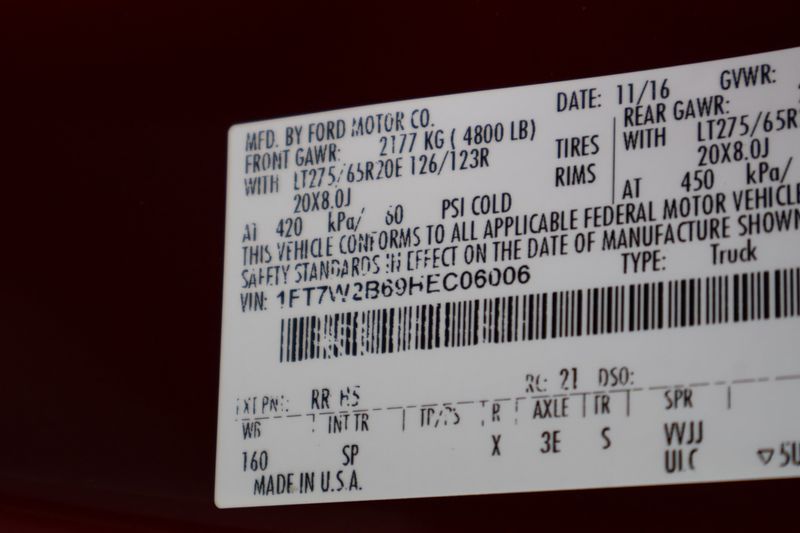 MFD. BY FORD MOTOR CO.
DATE: 11/16
GVWR:
FRONT GAWR: 2177 KG ( 4800 LB)
REAR GAWR:
WITH LT275/65R20E 126/123R TIRES
WITH LT275/65R
20X8.0J RIMS
20X8.0J
AT 420 kPa/ 60 PSI COLD
AT 450 kPa/
THIS VEHICLE CONFORMS TO ALL APPLICABLE FEDERAL MOTOR VEHICLE
SAFETY STANDARDS IN EFFECT ON THE DATE OF MANUFACTURE SHOWN
VIN: 1FT7W2B69HEC06006
TYPE: Truck
EXT PNT: RR H5 RC: 21 DSO:
WB INT TR TP/PS R AXLE TR SPR
160 SP X 3E S VVJJ
5U
MADE IN U.S.A.